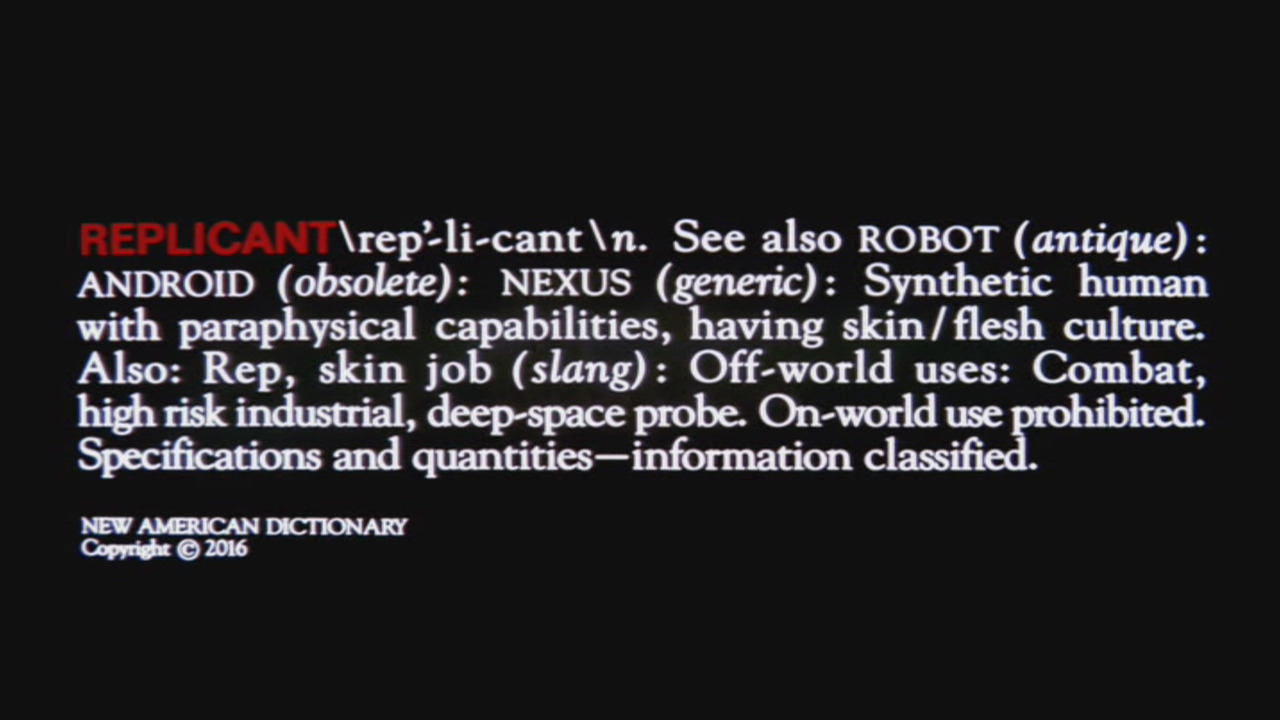 REPLICANT\rep’-li-cant\n. See also ROBOT (antique):
ANDROID (obsolete): NEXUS (generic): Synthetic human
with paraphysical capabilities, having skin/flesh culture.
Also: Rep, skin job (slang): Off-world uses: Combat,
high risk industrial, deep-space probe. On-world use prohibited.
Specifications and quantities—information classified.
NEW AMERICAN DICTIONARY
Copyright © 2016